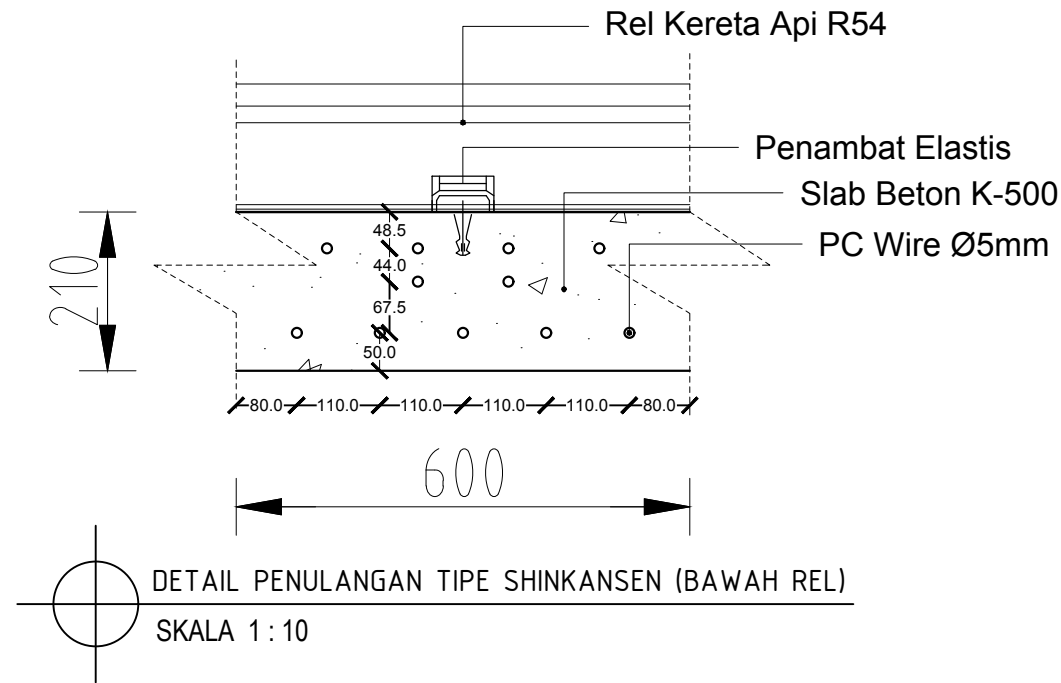 Rel Kereta Api R54
Penambat Elastis
Slab Beton K-500
PC Wire Ø5mm
48.5
44.0
67.5
50.0
210
80.0 110.0 110.0 110.0 110.0 80.0
600
DETAIL PENULANGAN TIPE SHINKANSEN (BAWAH REL)
SKALA 1 : 10